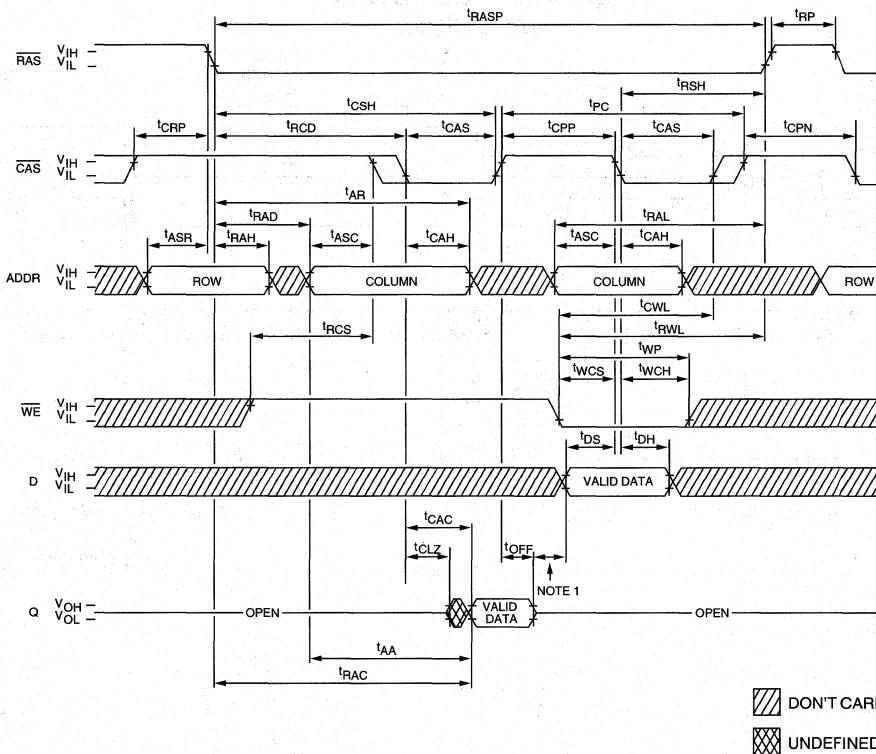 tRASP
tRP
RAS VIH VIL
tRSH
tCSH
tPC
tCRP tRCD tCAS tCPP tCAS tCPN
CAS VIH VIL
tAR
tRAD tRAL
tASR tRAH tASC tCAH tASC tCAH
ADDR VIH VIL ROW COLUMN COLUMN ROW
tCWL
tRCS tRWL
tWP
tWCS tWCH
WE VIH VIL
tDS tDH
D VIH VIL VALID DATA
tCAC
tCLZ tOFF
NOTE 1
Q VOH VOL OPEN VALID DATA OPEN
tAA
tRAC
DON'T CAR
UNDEFINED